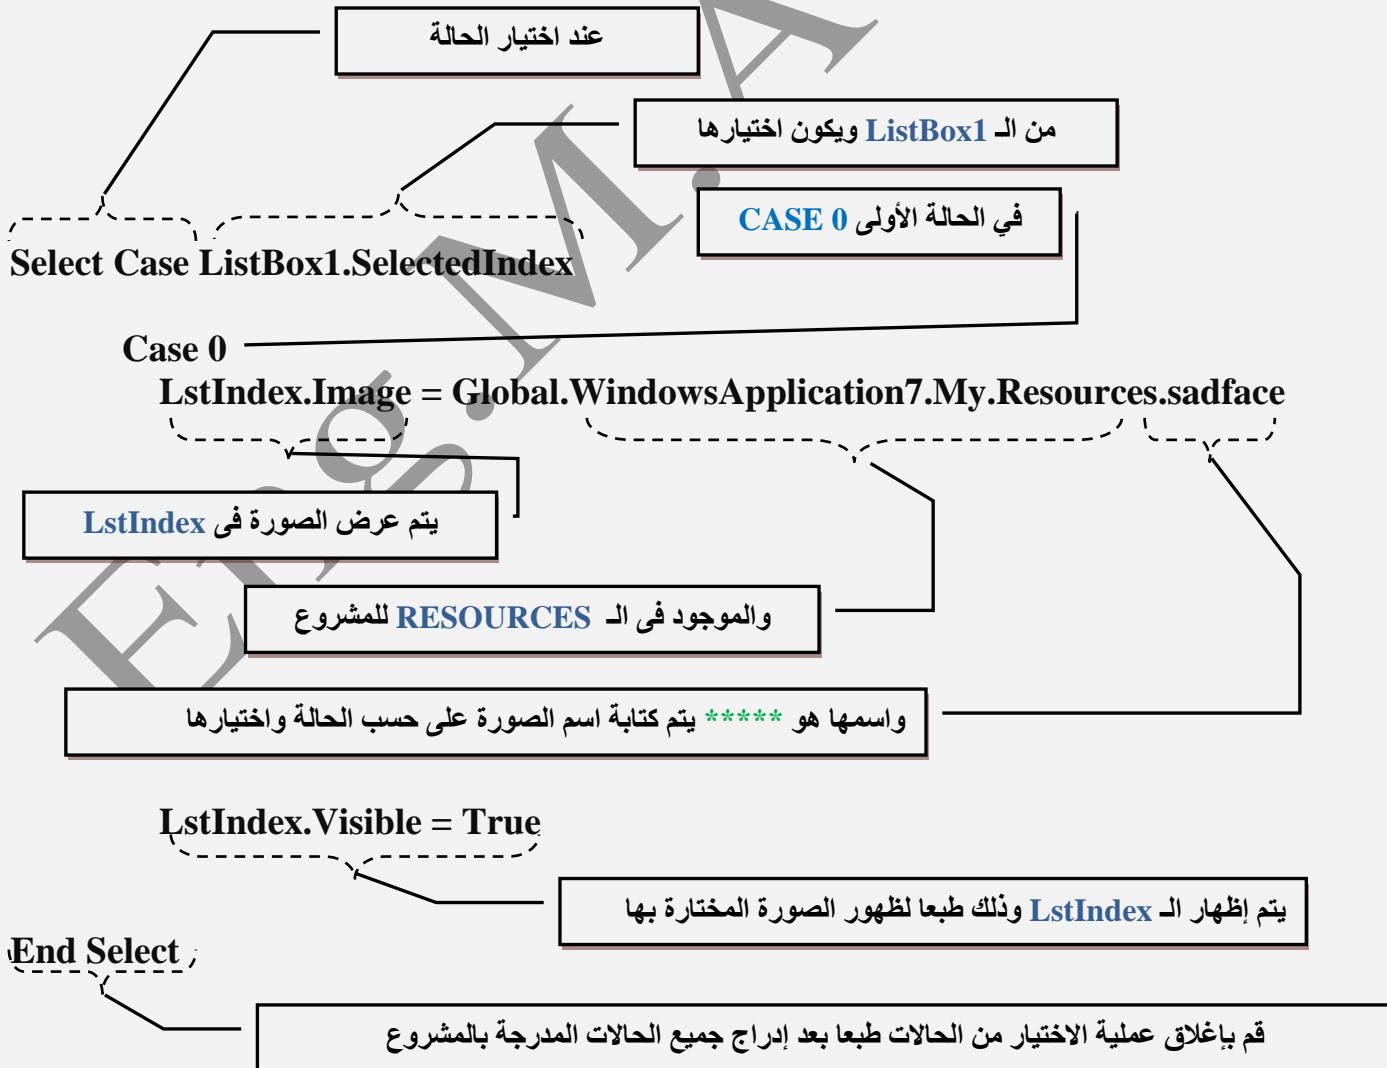 عند اختيار الحالة
من الـ ListBox1 ويكون اختيارها
في الحالة الأولى CASE 0
Select Case ListBox1.SelectedIndex
Case 0
LstIndex.Image = Global.WindowsApplication7.My.Resources.sadface
يتم عرض الصورة فى LstIndex
والموجود فى الـ RESOURCES للمشروع
واسمها هو ***** يتم كتابة اسم الصورة على حسب الحالة واختيارها
LstIndex.Visible = True
يتم إظهار الـ LstIndex وذلك طبعا لظهور الصورة المختارة بها
End Select
قم بإغلاق عملية الاختيار من الحالات طبعا بعد إدراج جميع الحالات المدرجة بالمشروع
Eng.M.A